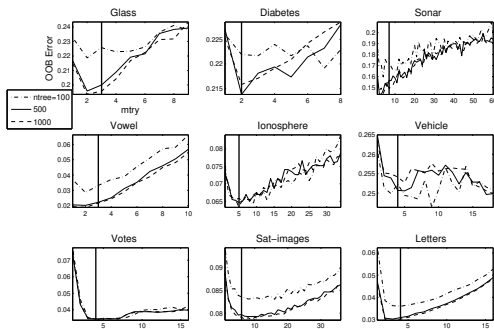 Glass
Diabetes
Sonar
OOB Error
0.24
0.23
0.22
0.21
0.2
2 4 6 8
mtry
0.225
0.22
0.215
2 4 6 8
0.2
0.19
0.18
0.17
0.16
0.15
10 20 30 40 50 60
ntree=100
500
1000
Vowel
Ionosphere
Vehicle
0.06
0.05
0.04
0.03
0.02
2 4 6 8 10
0.08
0.075
0.07
0.065
5 10 15 20 25 30
0.265
0.26
0.255
0.25
5 10 15
Votes
Sat-images
Letters
0.07
0.06
0.05
0.04
5 10 15
0.09
0.085
0.08
10 20 30
0.06
0.05
0.04
0.03
5 10 15